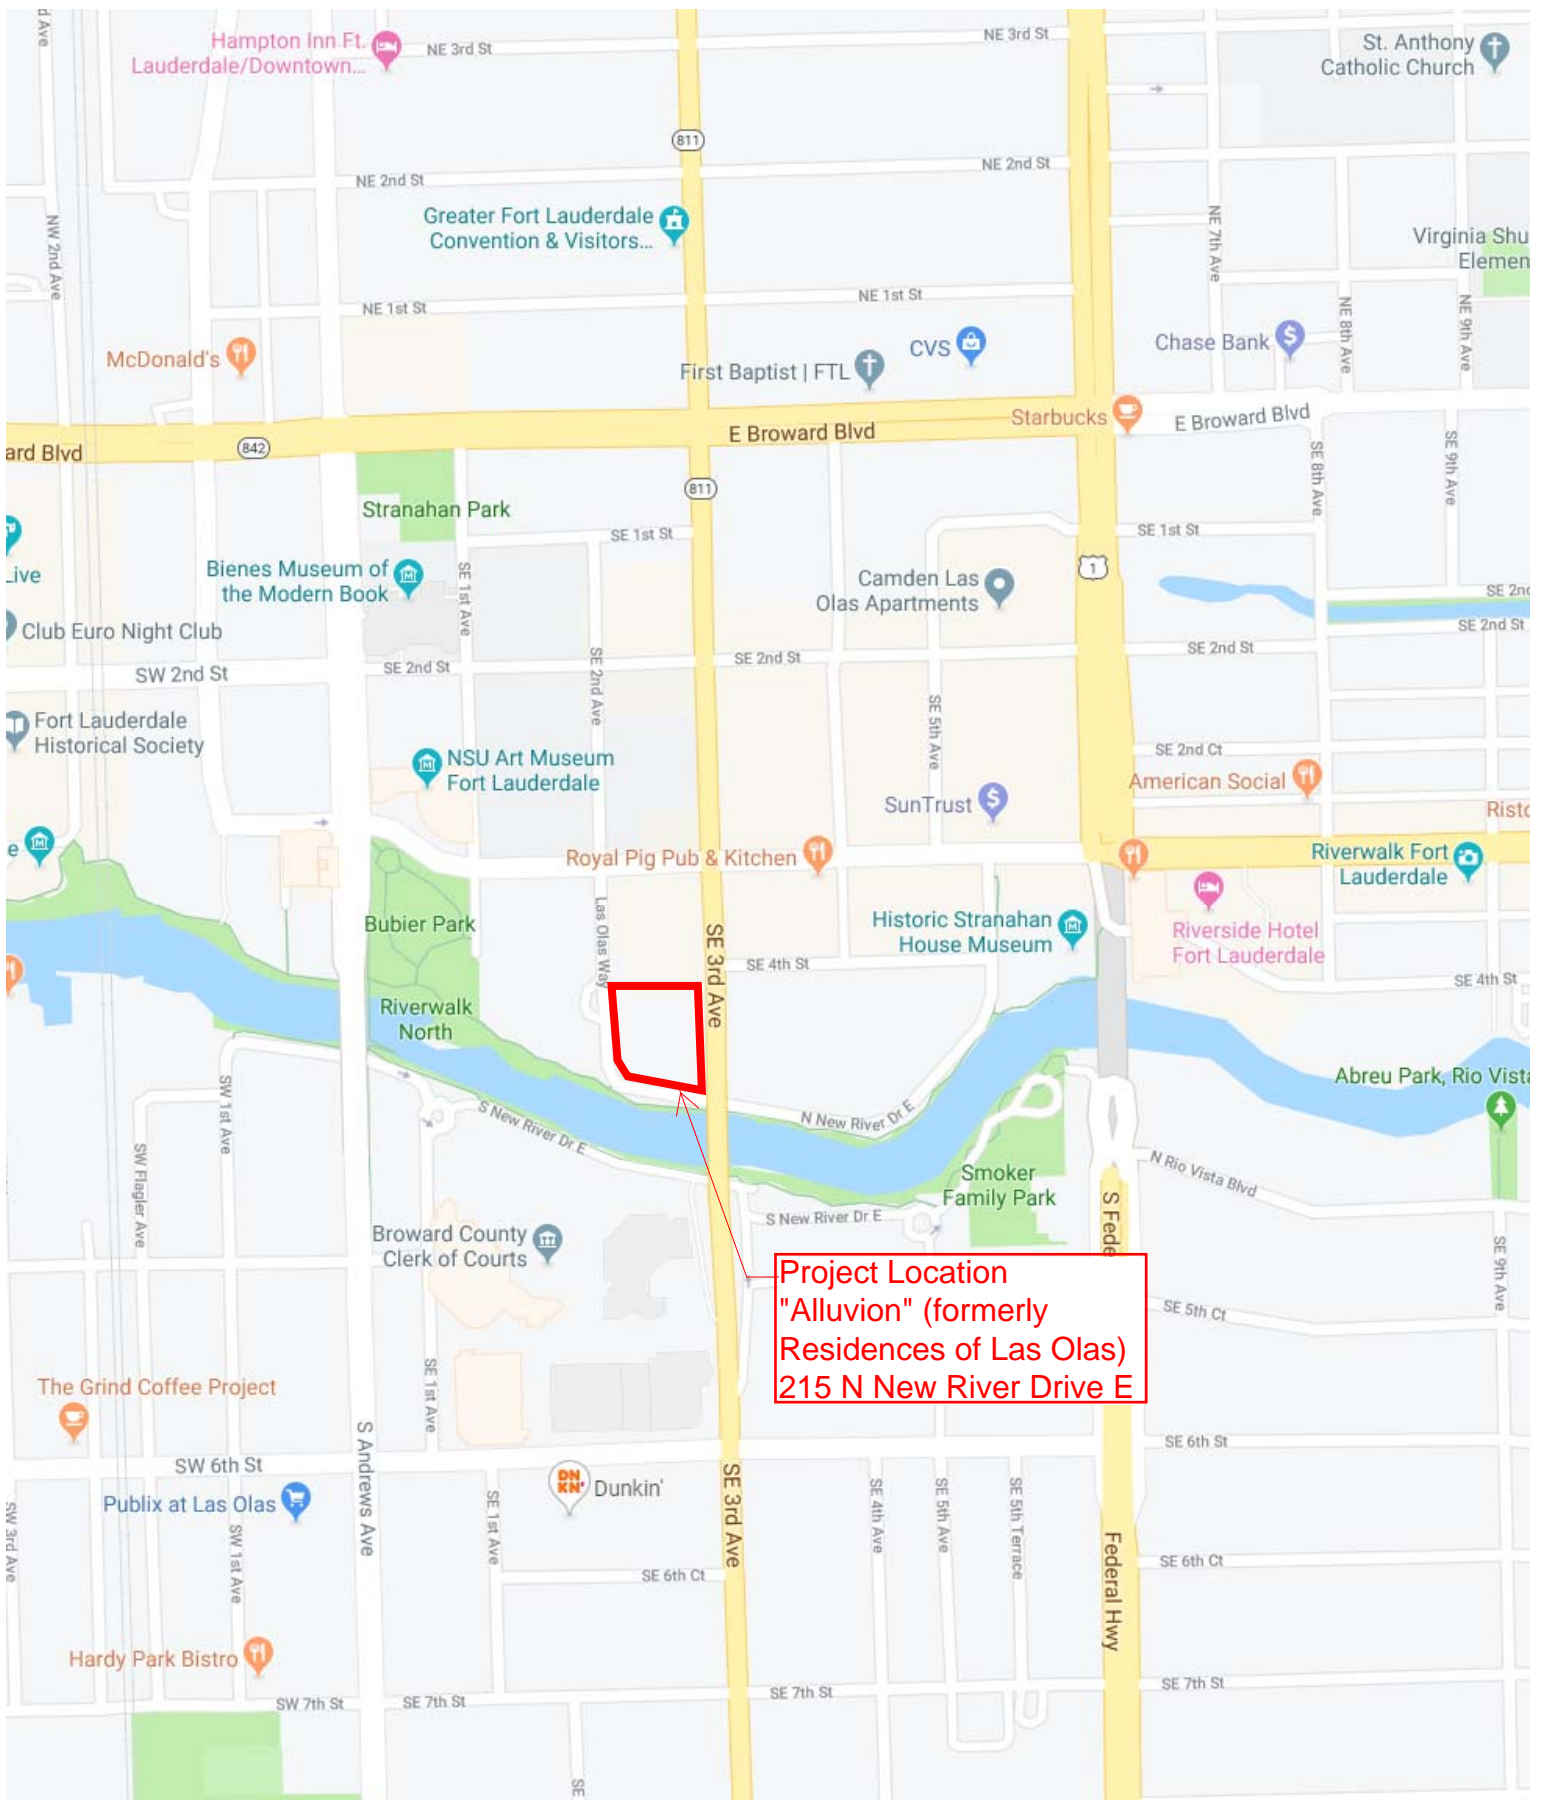 d Ave
Hampton Inn Ft.
Lauderdale/Downtown...
NE 3rd St
NE 3rd St
St. Anthony
Catholic Church
811
NE 2nd St
NE 2nd St
NW 2nd Ave
Greater Fort Lauderdale
Convention & Visitors...
NE 7th Ave
Virginia Shu
Elemen
NE 1st St
NE 1st St
NE 8th Ave
NE 9th Ave
McDonald's
First Baptist | FTL
CVS
Chase Bank
Starbucks
E Broward Blvd
E Broward Blvd
ard Blvd
842
811
SE 8th Ave
SE 9th Ave
Stranahan Park
SE 1st St
SE 1st St
Live
Bienes Museum of
the Modern Book
SE 1st Ave
Camden Las
Olas Apartments
1
SE 2nd
SE 2nd St
Club Euro Night Club
SW 2nd St
SE 2nd St
SE 2nd Ave
SE 2nd St
SE 2nd St
Fort Lauderdale
Historical Society
SE 5th Ave
NSU Art Museum
Fort Lauderdale
SE 2nd Ct
American Social
SunTrust
Risto
e
Royal Pig Pub & Kitchen
Riverwalk Fort
Lauderdale
Bubier Park
Las Olas Way
SE 3rd Ave
Historic Stranahan
House Museum
Riverside Hotel
Fort Lauderdale
SE 4th St
SE 4th St
Riverwalk
North
SW 1st Ave
S New River Dr E
N New River Dr E
Abreu Park, Rio Vista
SW Flagler Ave
Smoker
Family Park
N Rio Vista Blvd
S New River Dr E
S Fede
Broward County
Clerk of Courts
SE 9th Ave
Project Location
"Alluvion" (formerly
Residences of Las Olas)
215 N New River Drive E
SE 5th Ct
The Grind Coffee Project
SE 1st Ave
S Andrews Ave
SW 6th St
SE 6th St
Publix at Las Olas
DN
KN'
Dunkin'
SW 3rd Ave
SW 1st Ave
SE 1st Ave
SE 3rd Ave
SE 4th Ave
SE 5th Ave
SE 5th Terrace
Federal Hwy
SE 6th Ct
SE 6th Ct
Hardy Park Bistro
SW 7th St
SE 7th St
SE 7th St
SE 7th St
SE